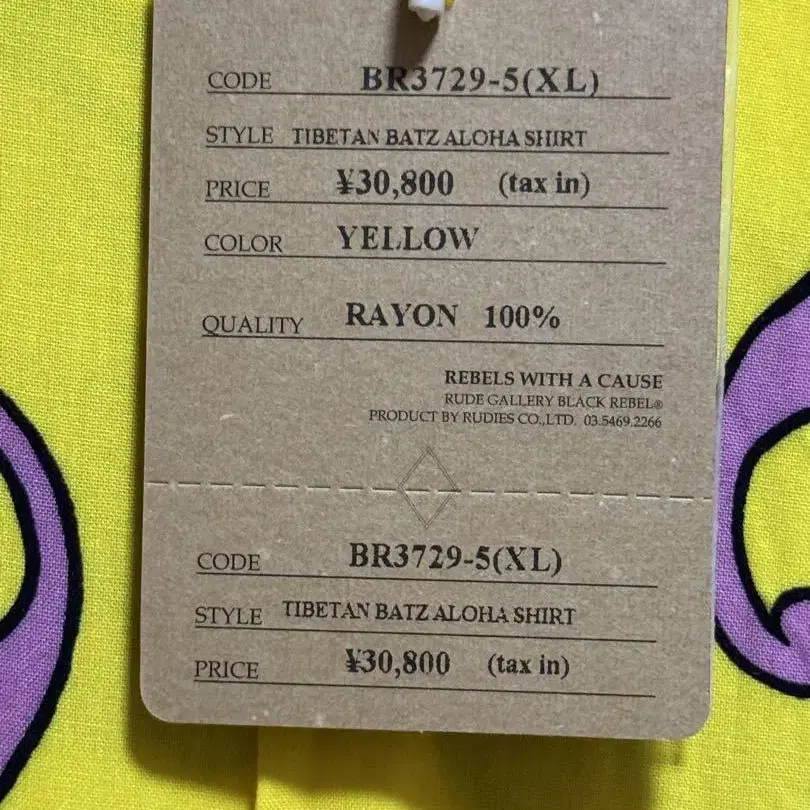 CODE BR3729-5(XL)
STYLE TIBETAN BATZ ALOHA SHIRT
PRICE ¥30,800 (tax in)
COLOR YELLOW
QUALITY RAYON 100%
REBELS WITH A CAUSE
RUDE GALLERY BLACK REBEL®
PRODUCT BY RUDIES CO.,LTD. 03.5469.2266
CODE BR3729-5(XL)
STYLE TIBETAN BATZ ALOHA SHIRT
PRICE ¥30,800 (tax in)